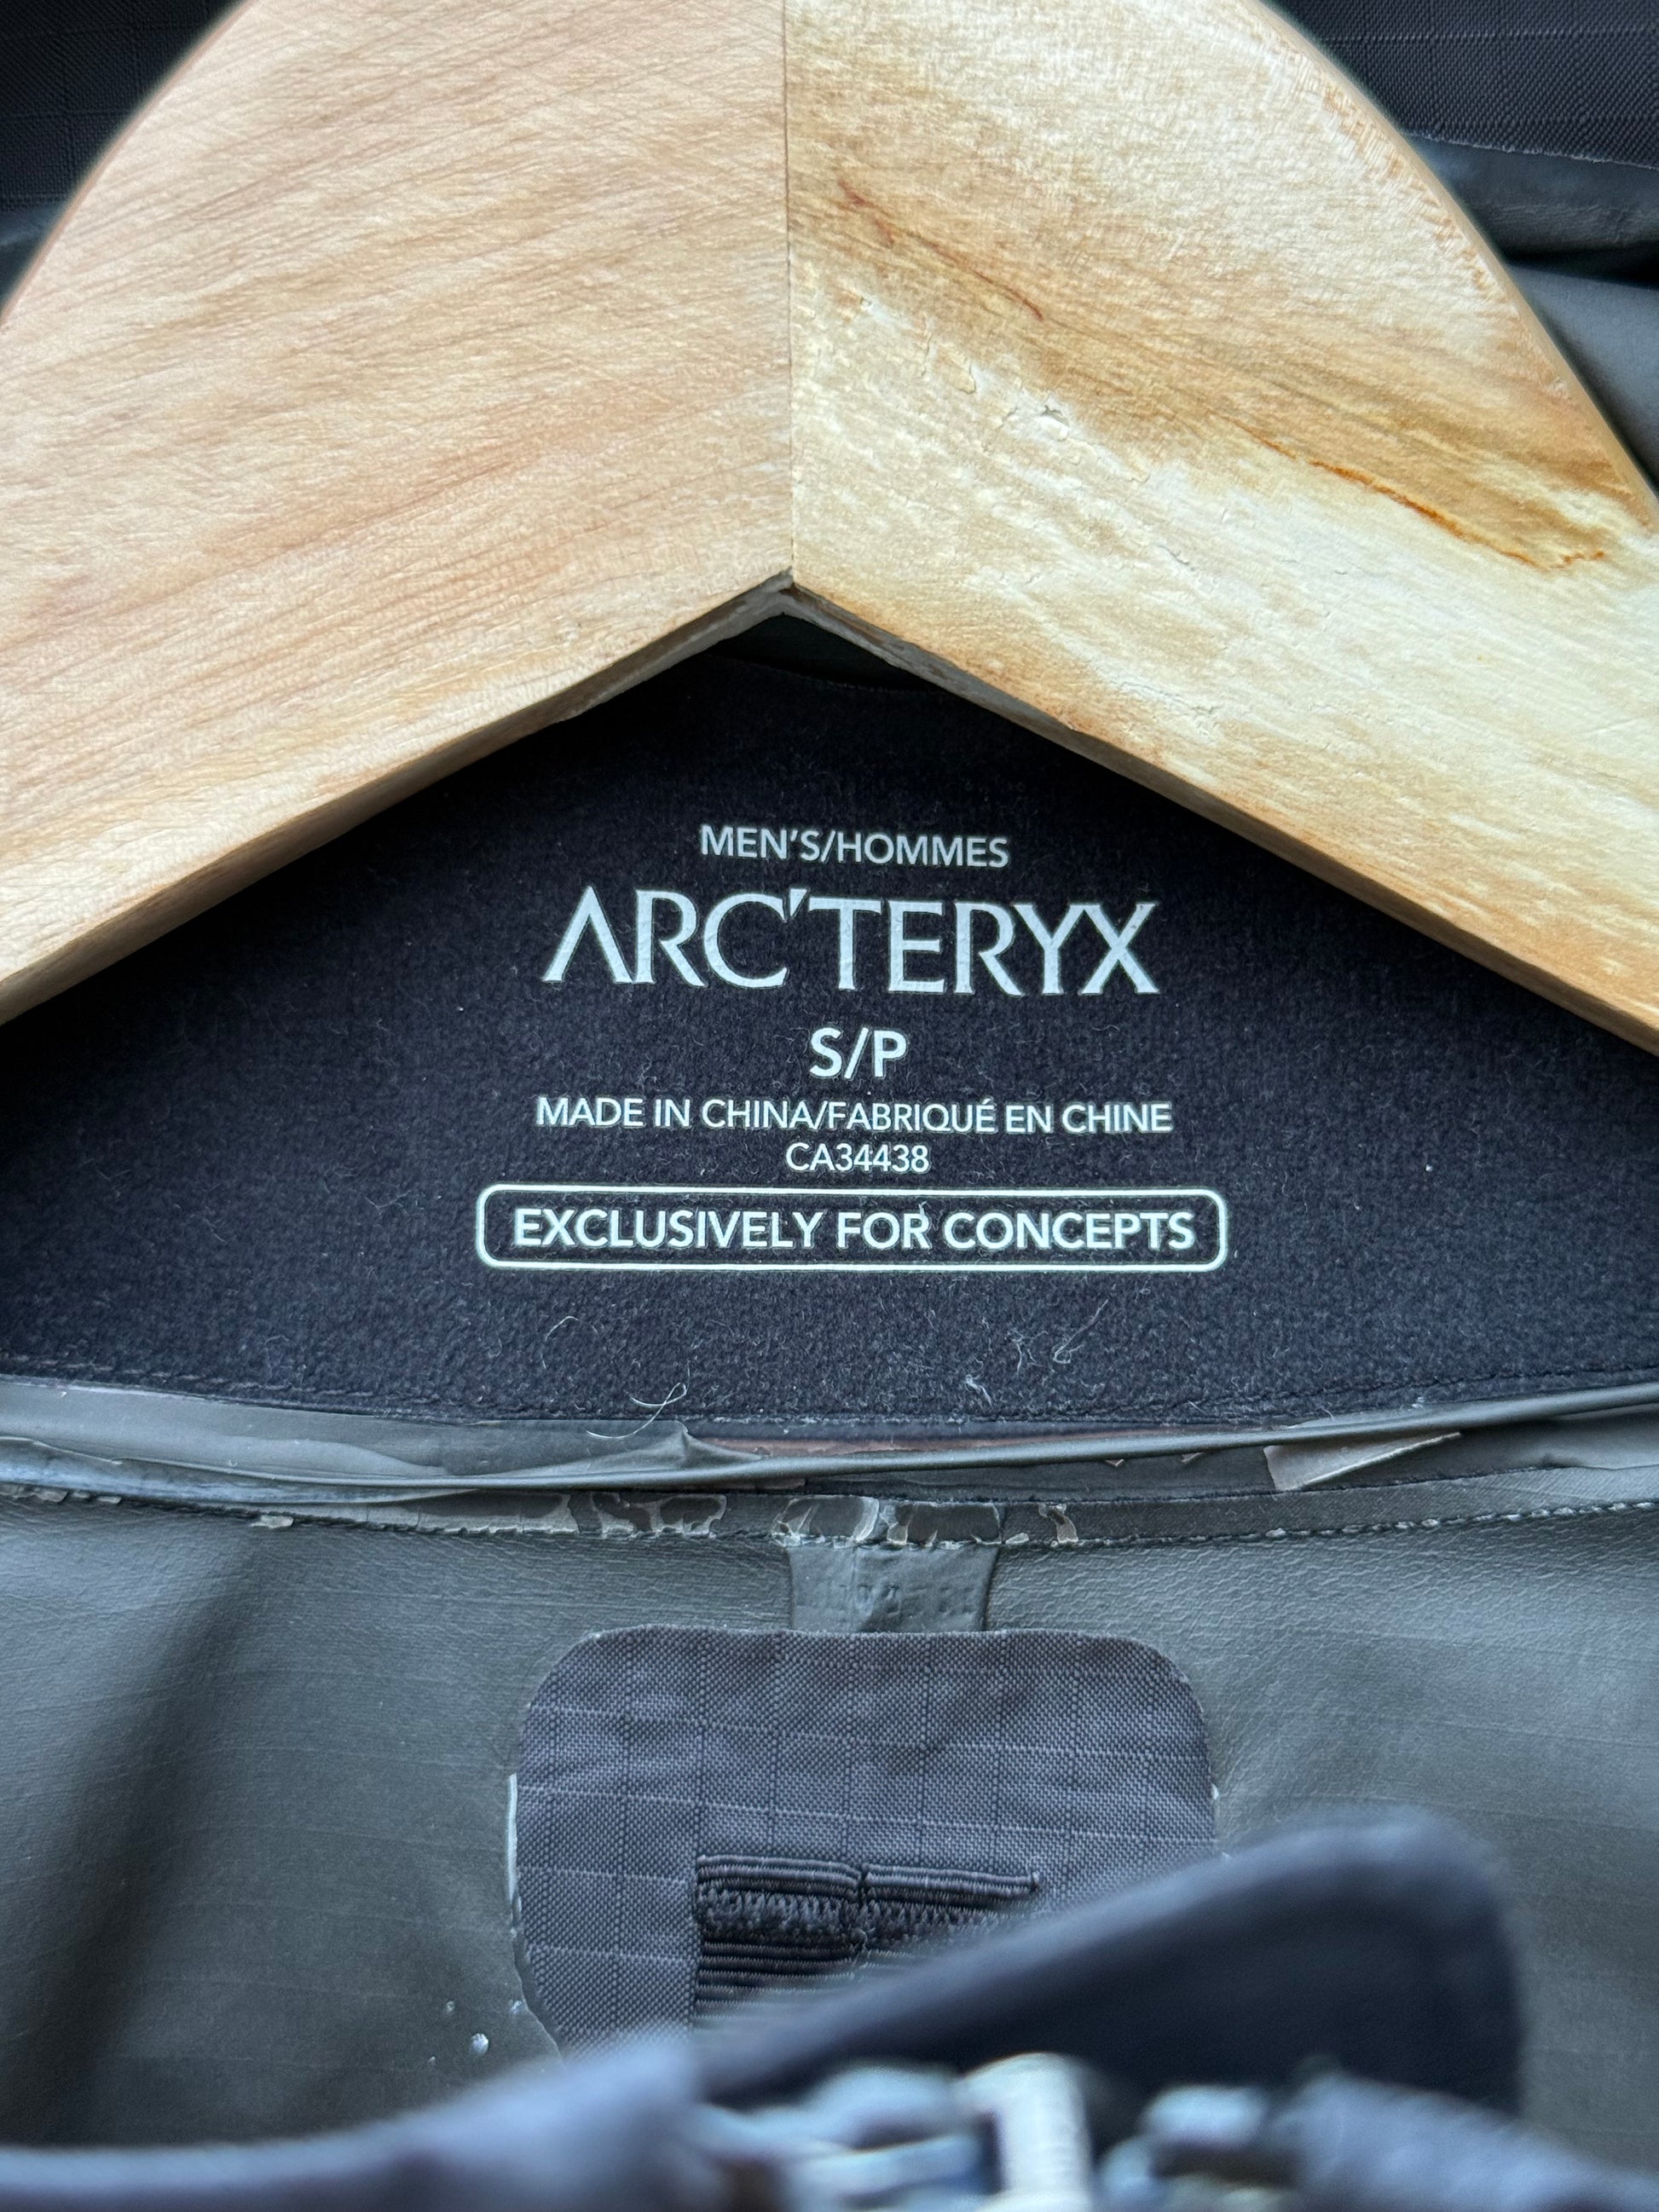 MEN'S/HOMMES
ARC'TERYX
S/P
MADE IN CHINA/FABRIQUÉ EN CHINE
CA34438
EXCLUSIVELY FOR CONCEPTS